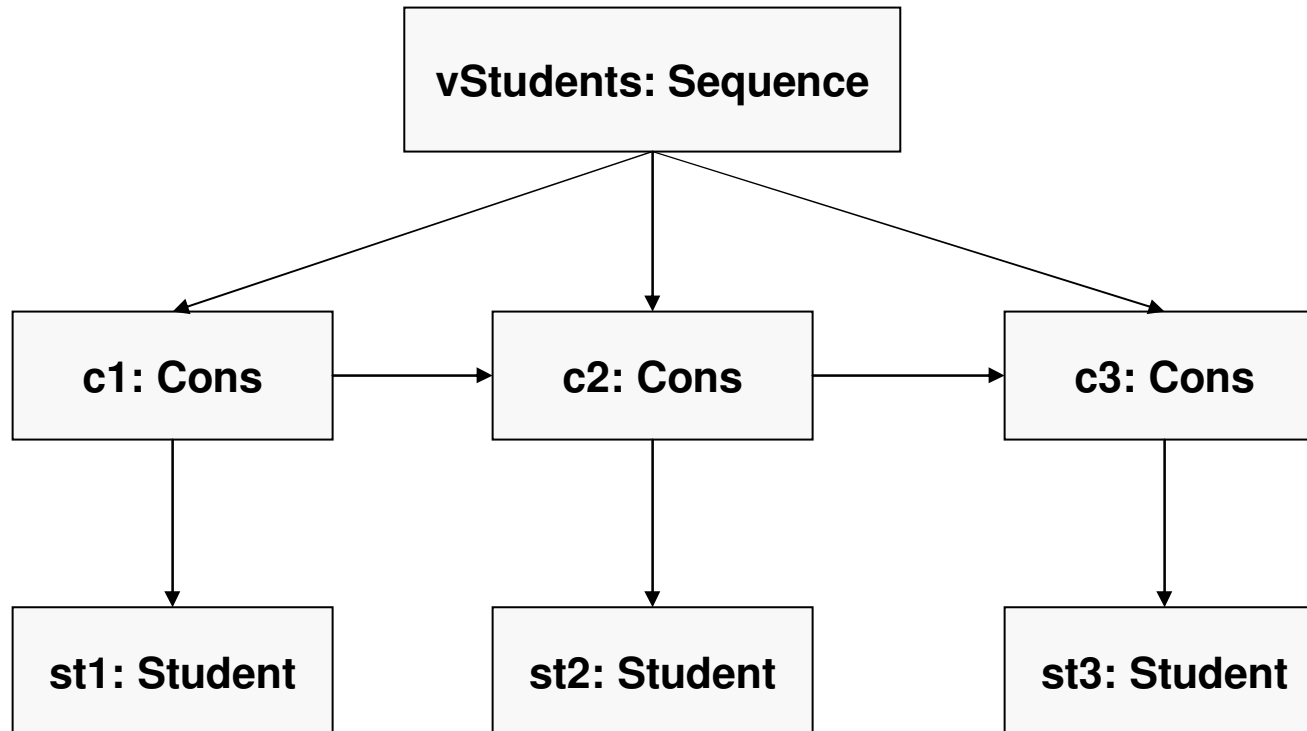 vStudents: Sequence
c1: Cons
c2: Cons
c3: Cons
st1: Student
st2: Student
st3: Student